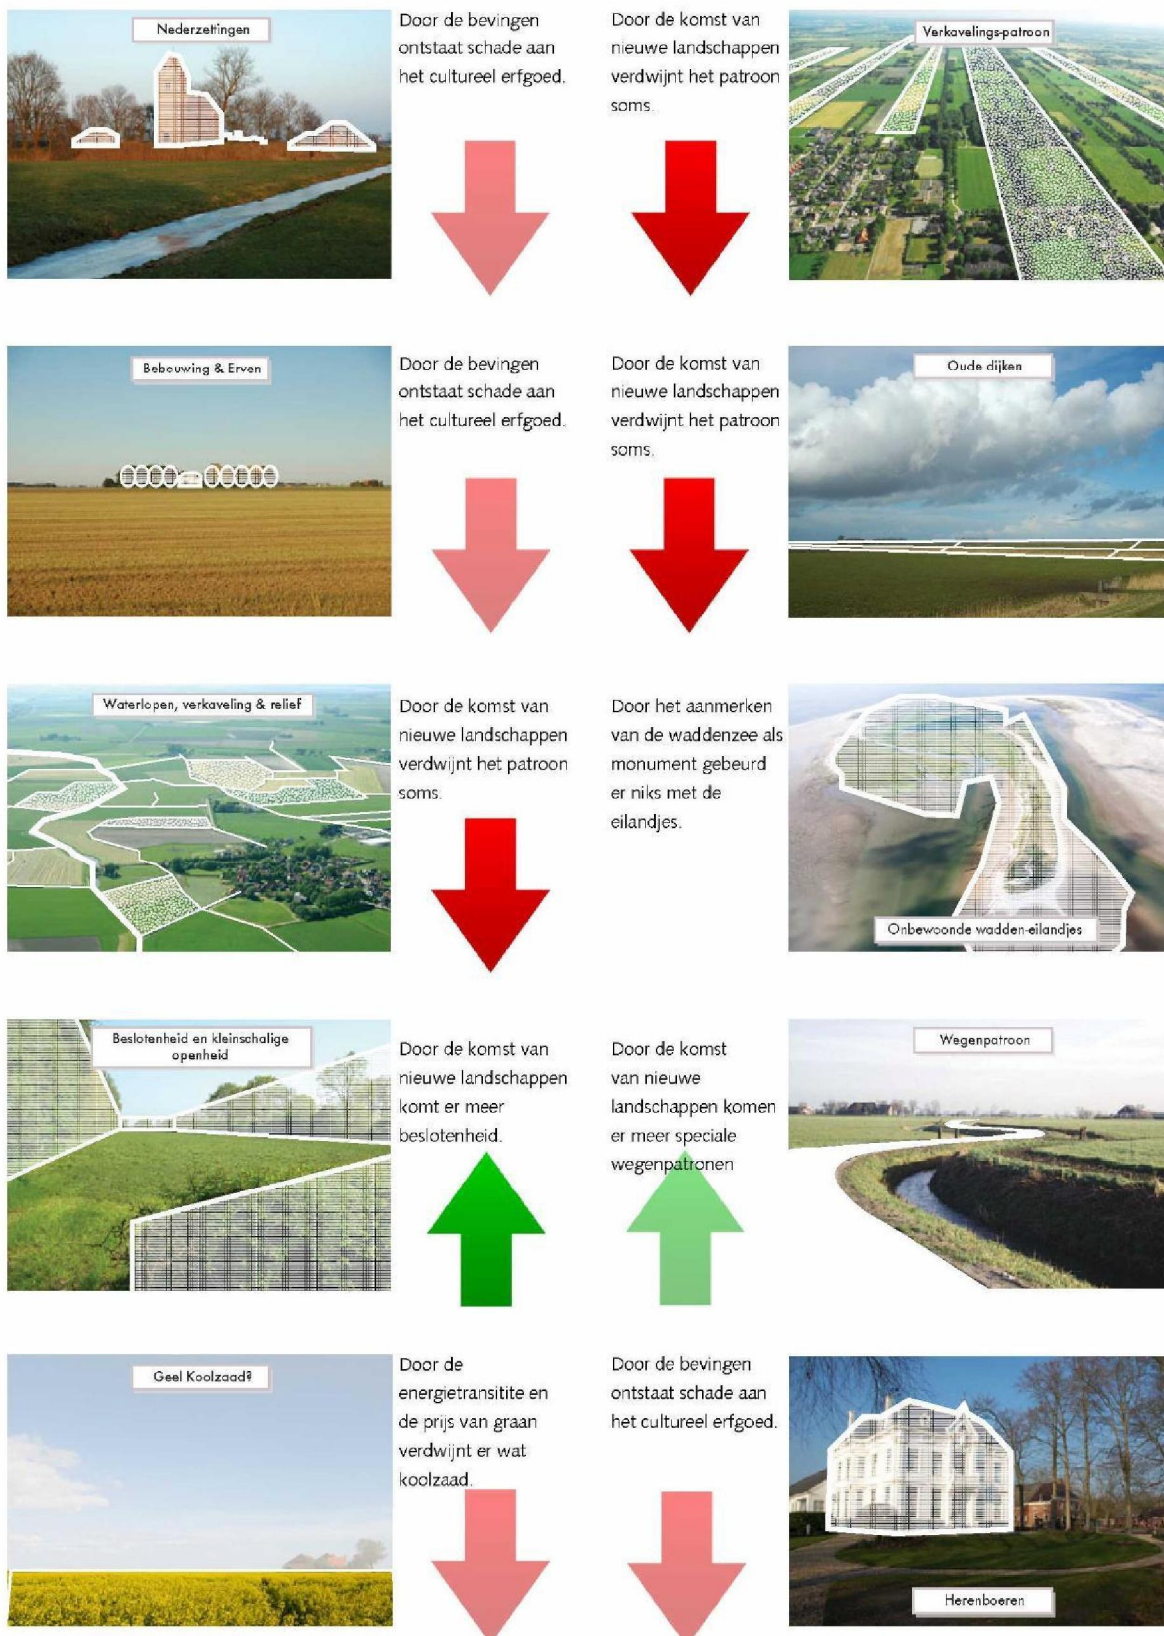 Nederzettingen
Door de bevingen
ontstaat schade aan
het cultureel erfgoed.
Door de komst van
nieuwe landschappen
verdwijnt het patroon
soms.
Verkavelings-patroon
Bebouwing & Erven
Door de bevingen
ontstaat schade aan
het cultureel erfgoed.
Door de komst van
nieuwe landschappen
verdwijnt het patroon
soms.
Oude dijken
Waterlopen, verkaveling & relief
Door de komst van
nieuwe landschappen
verdwijnt het patroon
soms.
Door het aanmerken
van de waddenzee als
monument gebeurd
er niks met de
eilandjes.
Onbewoonde wadden-eilandjes
Beslotenheid en kleinschalige
openheid
Door de komst van
nieuwe landschappen
komt er meer
beslotenheid.
Door de komst
van nieuwe
landschappen komen
er meer speciale
wegenpatronen
Wegenpatroon
Geel Koolzaad?
Door de
energietransitite en
de prijs van graan
verdwijnt er wat
koolzaad.
Door de bevingen
ontstaat schade aan
het cultureel erfgoed.
Herenboeren